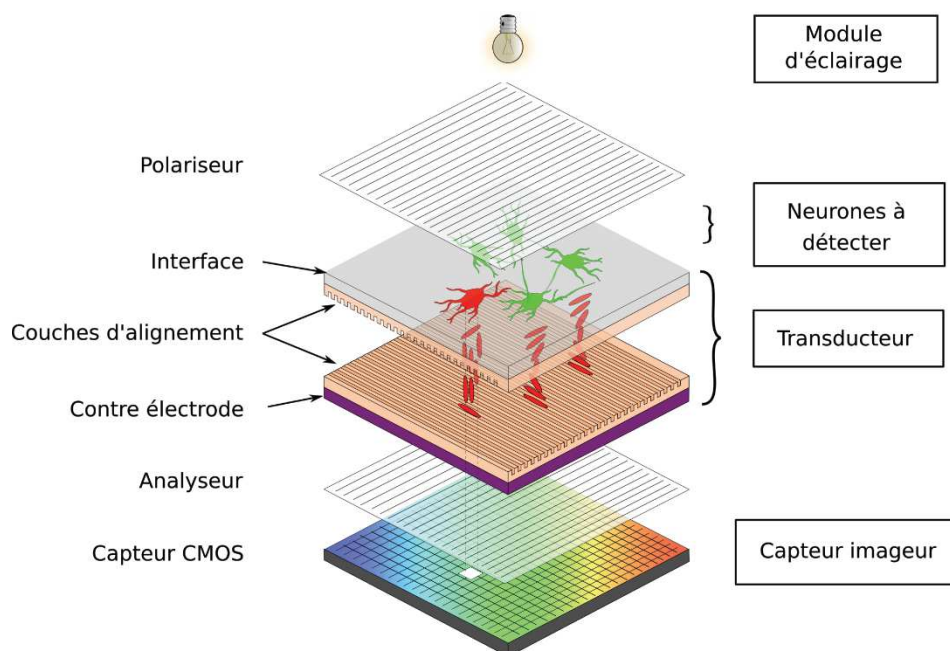 Module
d'éclairage
Polariseur
Neurones à
détecter
Interface
Couches d'alignement
Transducteur
Contre électrode
Analyseur
Capteur CMOS
Capteur imageur